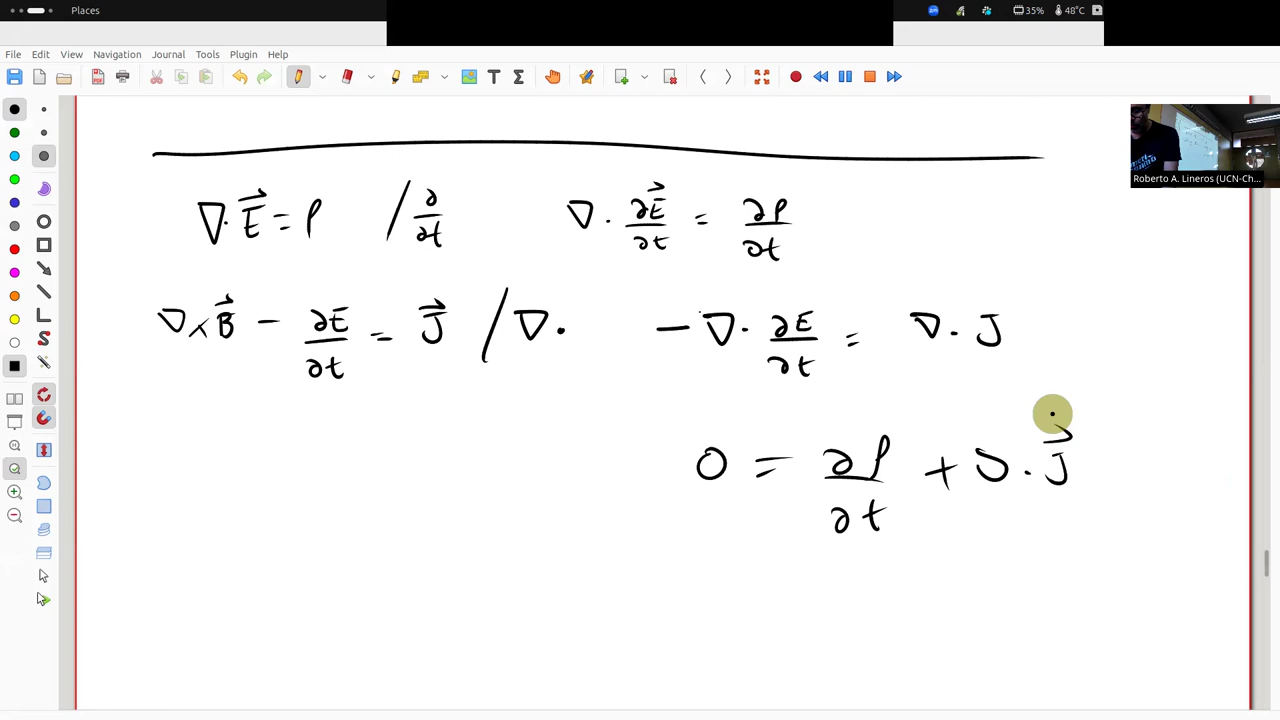 Places
35% 48°C
File Edit View Navigation Journal Tools Plugin Help
∇·E⃗ = ρ /∂/∂t ∇·∂E⃗/∂t = ∂ρ/∂t
∇×B⃗ − ∂E/∂t = J⃗ /∇· −∇·∂E/∂t = ∇·J
0 = ∂ρ/∂t + ∇·J⃗
Roberto A. Lineros (UCN-Ch...